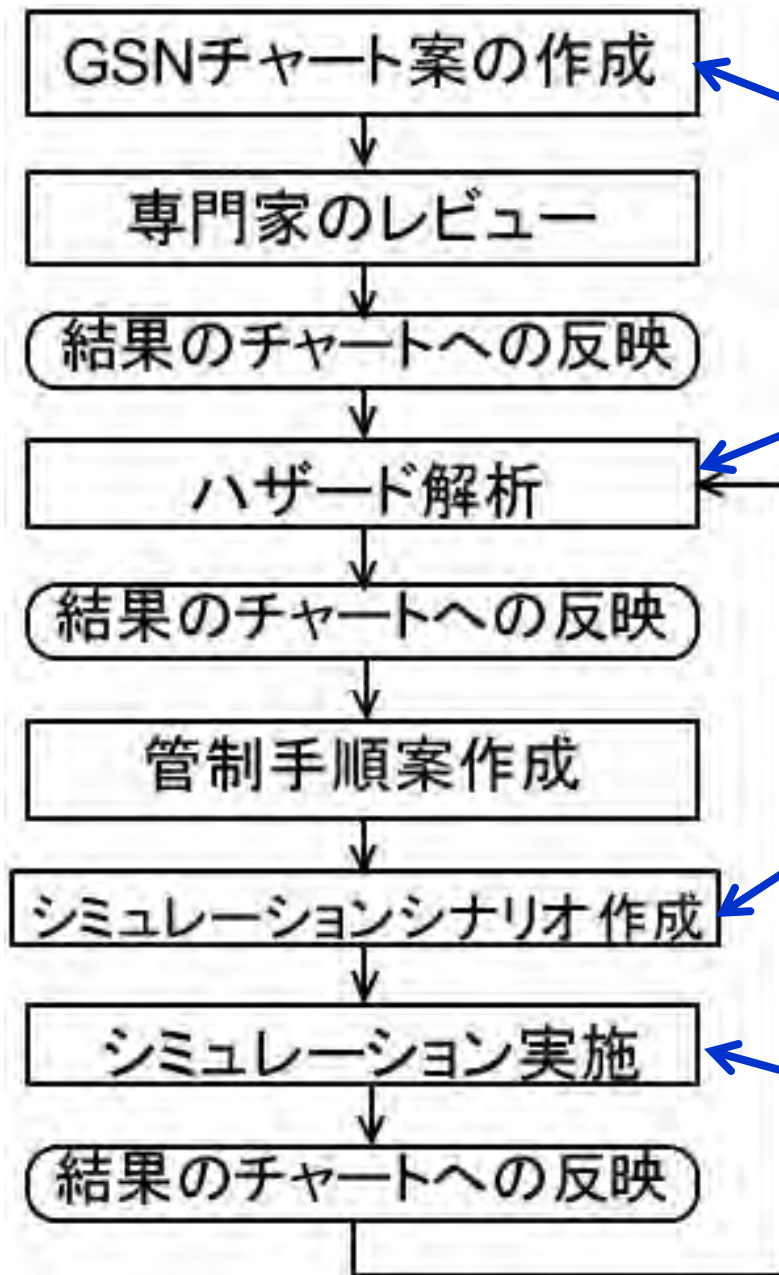 GSNチャート案の作成
専門家のレビュー
結果のチャートへの反映
ハザード解析
結果のチャートへの反映
管制手順案作成
シミュレーションシナリオ作成
シミュレーション実施
結果のチャートへの反映